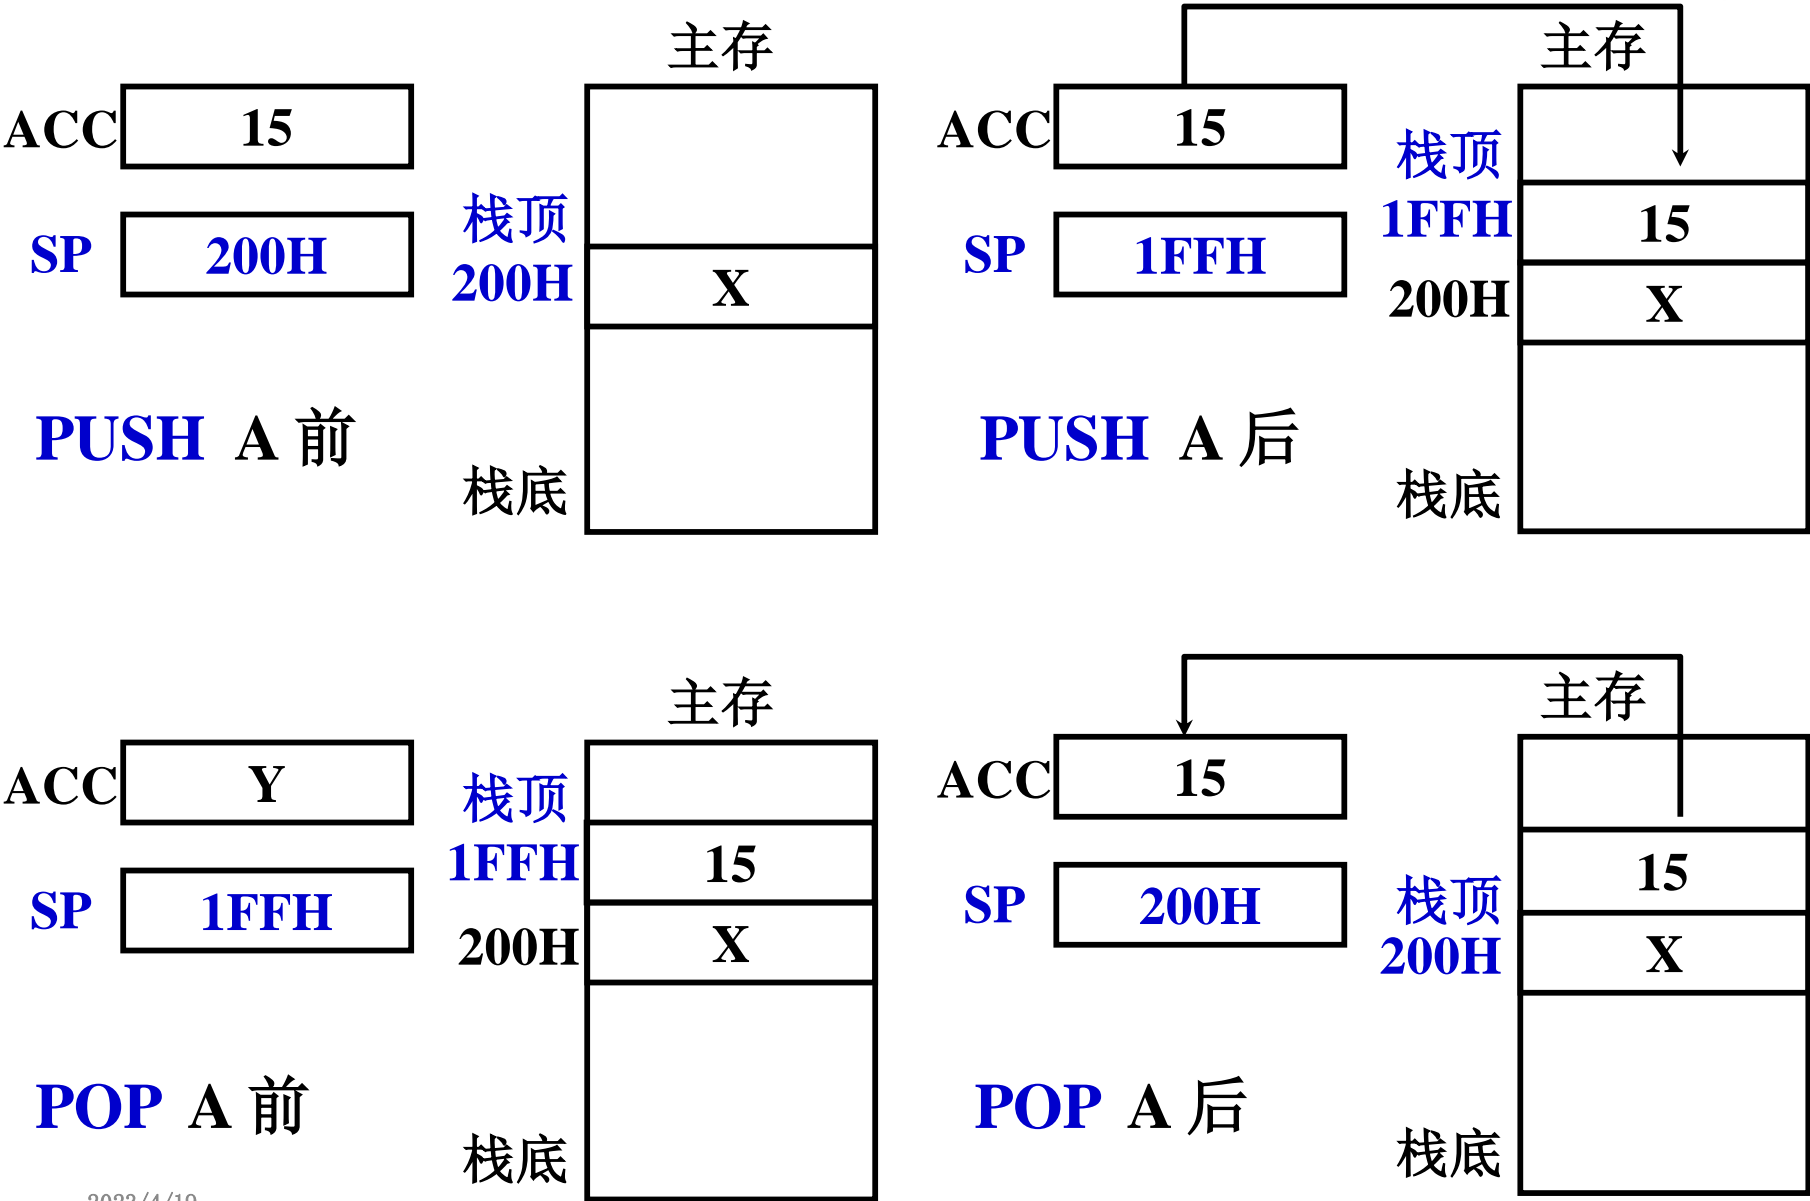 主存
ACC 15
栈顶
SP 200H
200H X
PUSH A 前
栈底
主存
ACC 15
栈顶
1FFH 15
SP 1FFH
200H X
PUSH A 后
栈底
主存
ACC Y
栈顶
1FFH 15
SP 1FFH
200H X
POP A 前
栈底
主存
ACC 15
15
SP 200H
栈顶
200H X
POP A 后
栈底